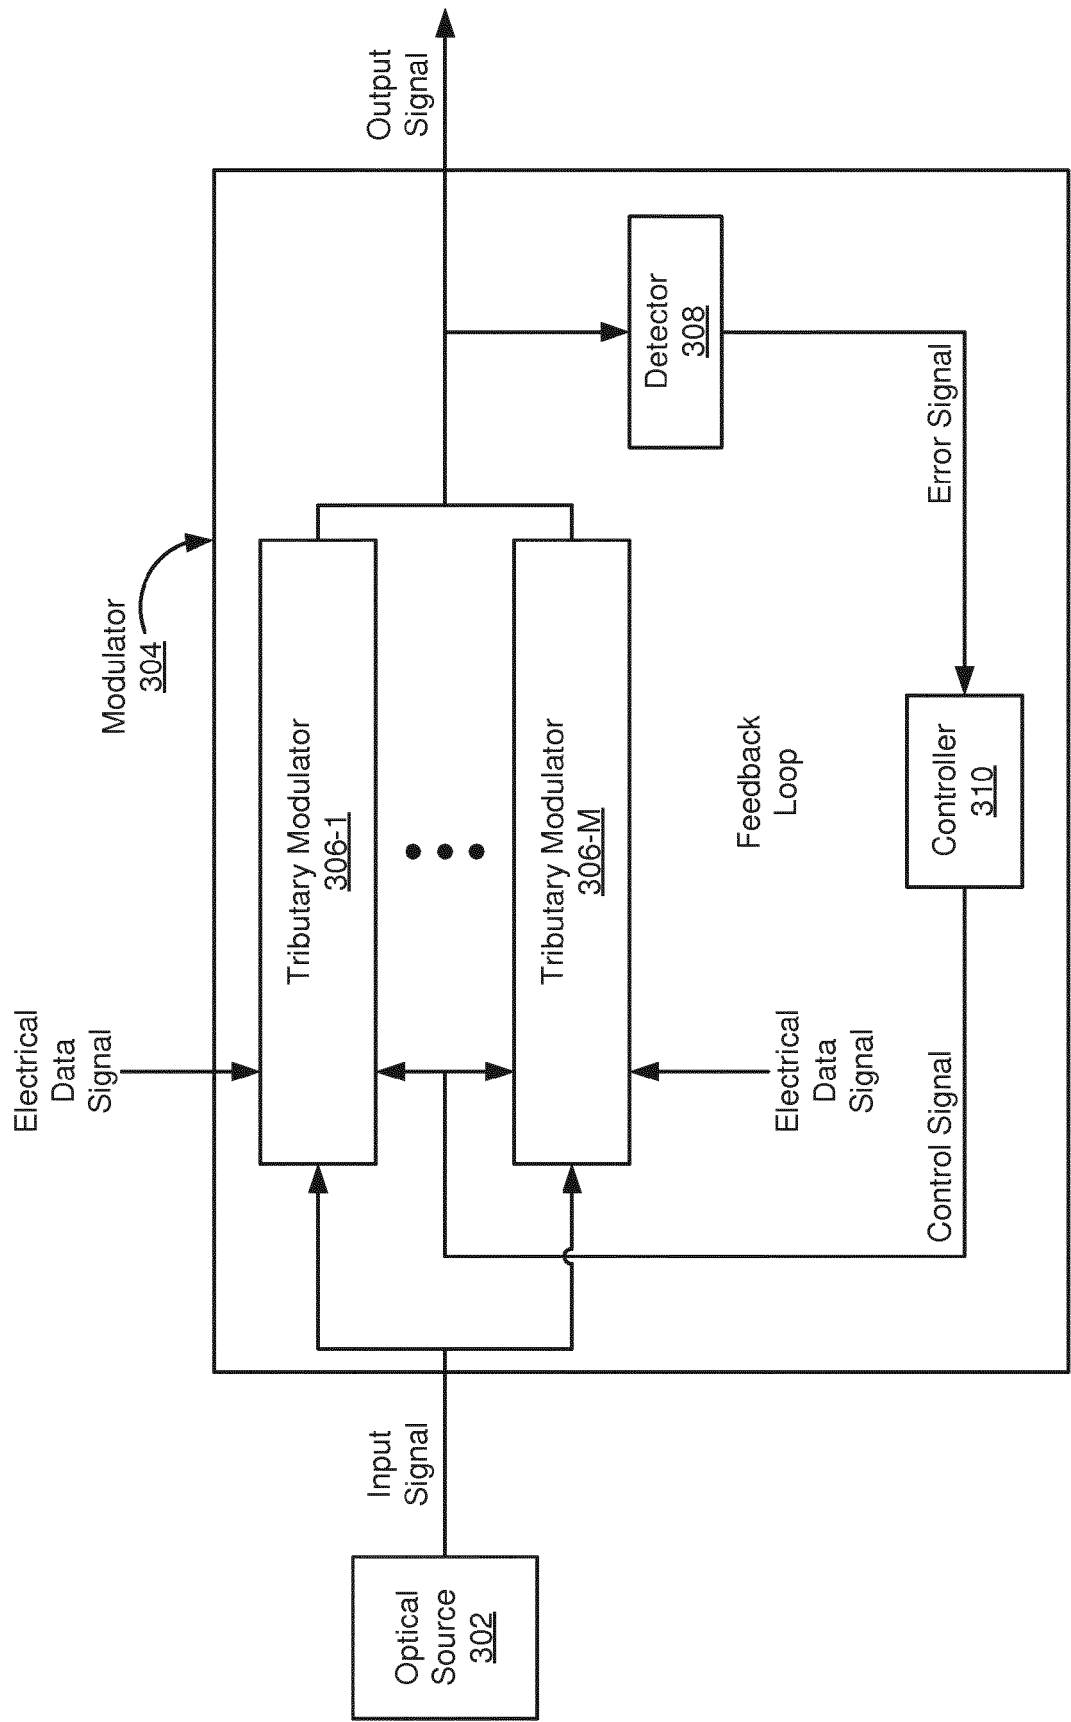 Optical
Source
302
Input
Signal
Modulator
304
Electrical
Data
Signal
Tributary Modulator
306-1
Tributary Modulator
306-M
Electrical
Data
Signal
Feedback
Loop
Control Signal
Controller
310
Error Signal
Detector
308
Output
Signal